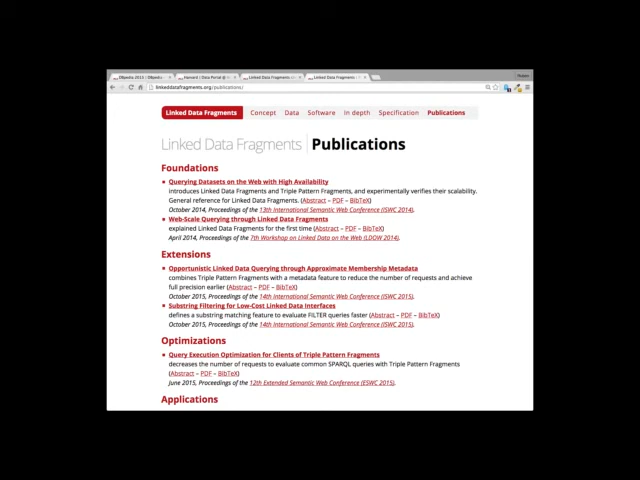 linkeddatafragments.org/publications/
Linked Data Fragments Concept Data Software In depth Specification Publications
Linked Data Fragments Publications
Foundations
Querying Datasets on the Web with High Availability
introduces Linked Data Fragments and Triple Pattern Fragments, and experimentally verifies their scalability.
General reference for Linked Data Fragments. (Abstract – PDF – BibTeX)
October 2014, Proceedings of the 13th International Semantic Web Conference (ISWC 2014).
Web-Scale Querying through Linked Data Fragments
explained Linked Data Fragments for the first time (Abstract – PDF – BibTeX)
April 2014, Proceedings of the 7th Workshop on Linked Data on the Web (LDOW 2014).
Extensions
Opportunistic Linked Data Querying through Approximate Membership Metadata
combines Triple Pattern Fragments with a metadata feature to reduce the number of requests and achieve
full precision earlier (Abstract – PDF – BibTeX)
October 2015, Proceedings of the 14th International Semantic Web Conference (ISWC 2015).
Substring Filtering for Low-Cost Linked Data Interfaces
defines a substring matching feature to evaluate FILTER queries faster (Abstract – PDF – BibTeX)
October 2015, Proceedings of the 14th International Semantic Web Conference (ISWC 2015).
Optimizations
Query Execution Optimization for Clients of Triple Pattern Fragments
decreases the number of requests to evaluate common SPARQL queries with Triple Pattern Fragments
(Abstract – PDF – BibTeX)
June 2015, Proceedings of the 12th Extended Semantic Web Conference (ESWC 2015).
Applications